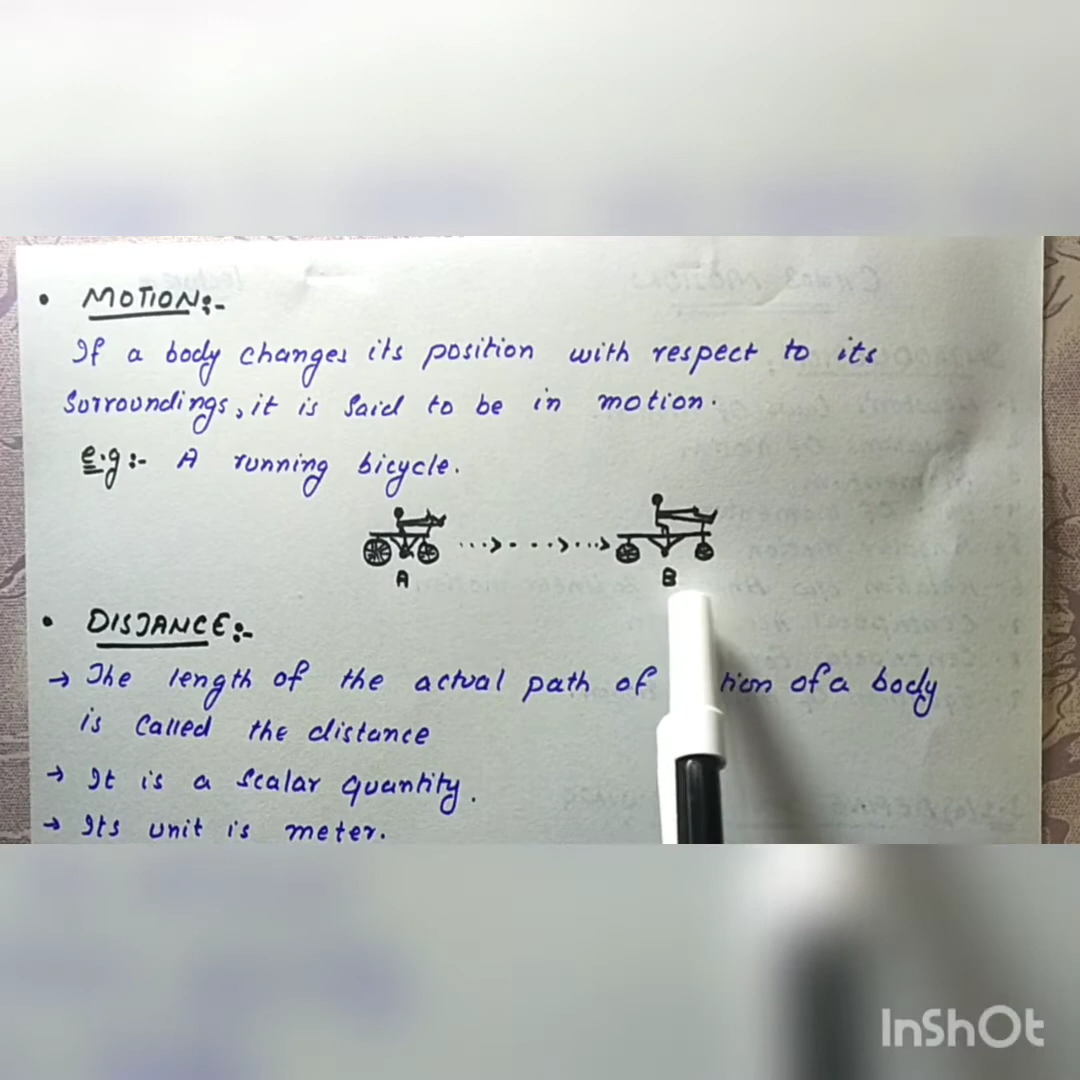 • MOTION:-
If a body changes its position with respect to its
Surroundings, it is said to be in motion.
e.g:- A running bicycle.
A
B
• DISTANCE:-
→ The length of the actual path of tion of a body
is called the distance
→ It is a scalar quantity.
→ Its unit is meter.
InShOt